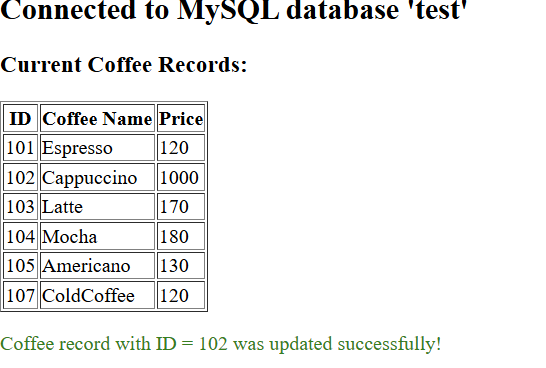 Connected to MySQL database 'test'
Current Coffee Records:
ID Coffee Name Price
101 Espresso 120
102 Cappuccino 1000
103 Latte 170
104 Mocha 180
105 Americano 130
107 ColdCoffee 120
Coffee record with ID = 102 was updated successfully!